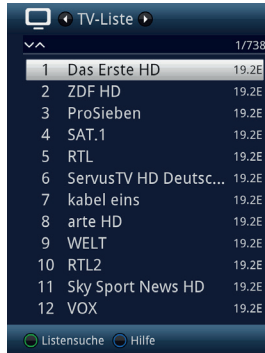 TV-Liste
1/738
1 Das Erste HD 19.2E
2 ZDF HD 19.2E
3 ProSieben 19.2E
4 SAT.1 19.2E
5 RTL 19.2E
6 ServusTV HD Deutsc... 19.2E
7 kabel eins 19.2E
8 arte HD 19.2E
9 WELT 19.2E
10 RTL2 19.2E
11 Sky Sport News HD 19.2E
12 VOX 19.2E
Listensuche Hilfe